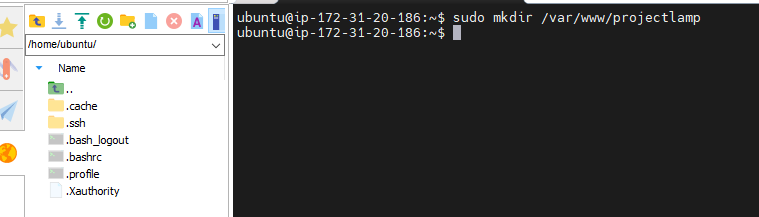 /home/ubuntu/
Name
..
.cache
.ssh
.bash_logout
.bashrc
.profile
.Xauthority
ubuntu@ip-172-31-20-186:~$ sudo mkdir /var/www/projectlamp
ubuntu@ip-172-31-20-186:~$